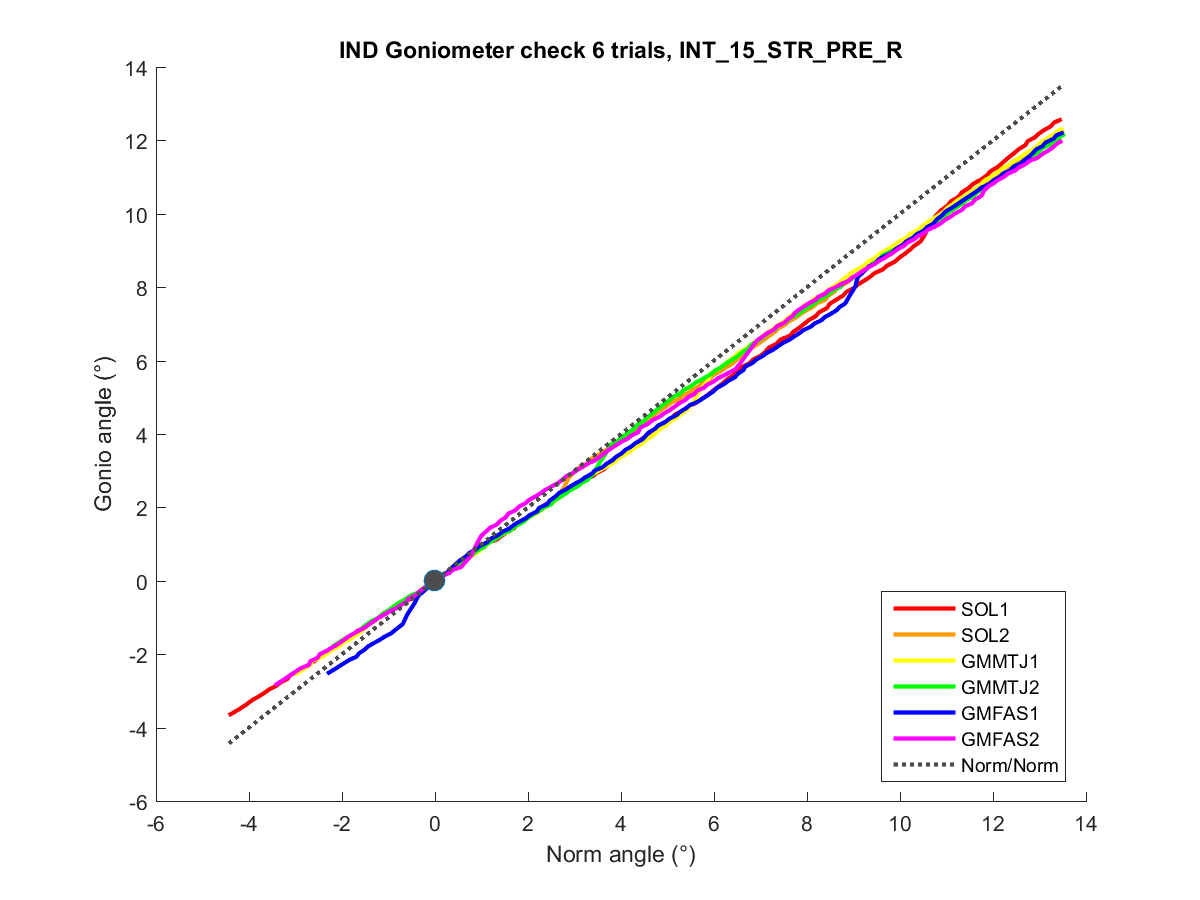 IND Goniometer check 6 trials, INT_15_STR_PRE_R
14
12
10
8
6
4
2
0
-2
-4
-6
Gonio angle (°)
-6 -4 -2 0 2 4 6 8 10 12 14
Norm angle (°)
SOL1
SOL2
GMMTJ1
GMMTJ2
GMFAS1
GMFAS2
Norm/Norm